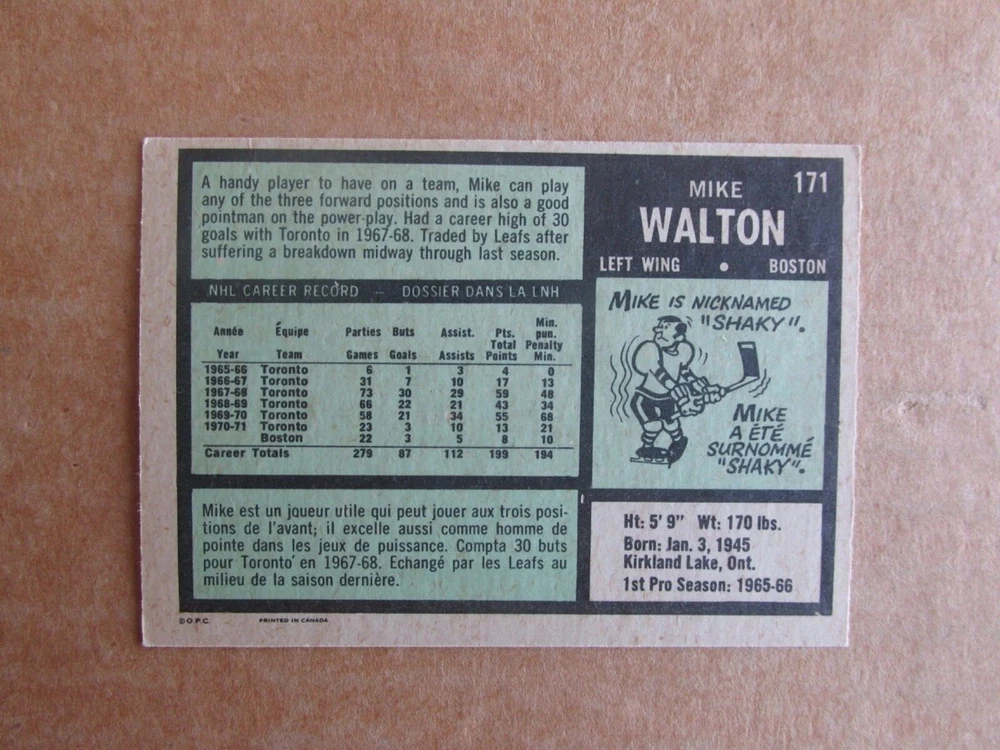 171
MIKE
WALTON
LEFT WING • BOSTON
A handy player to have on a team, Mike can play
any of the three forward positions and is also a good
pointman on the power-play. Had a career high of 30
goals with Toronto in 1967-68. Traded by Leafs after
suffering a breakdown midway through last season.
NHL CAREER RECORD — DOSSIER DANS LA LNH
Année Équipe Parties Buts Assist. Pts. Min. pun.
Year Team Games Goals Assists Total Points Penalty Min.
1965-66 Toronto 6 1 3 4 0
1966-67 Toronto 31 7 10 17 13
1967-68 Toronto 73 30 29 59 48
1968-69 Toronto 66 22 21 43 34
1969-70 Toronto 58 21 34 55 68
1970-71 Toronto 23 3 10 13 21
Boston 22 3 5 8 10
Career Totals 279 87 112 199 194
Mike est un joueur utile qui peut jouer aux trois posi-
tions de l'avant; il excelle aussi comme homme de
pointe dans les jeux de puissance. Compta 30 buts
pour Toronto en 1967-68. Echangé par les Leafs au
milieu de la saison dernière.
MIKE IS NICKNAMED
"SHAKY".
MIKE
A ÉTÉ
SURNOMMÉ
"SHAKY".
Ht: 5' 9" Wt: 170 lbs.
Born: Jan. 3, 1945
Kirkland Lake, Ont.
1st Pro Season: 1965-66
©O.P.C. PRINTED IN CANADA